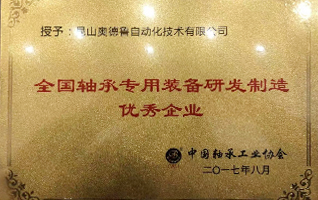 授予：昆山奥德鲁自动化技术有限公司
全国轴承专用装备研发制造
优秀企业
中国轴承工业协会
二〇一七年八月